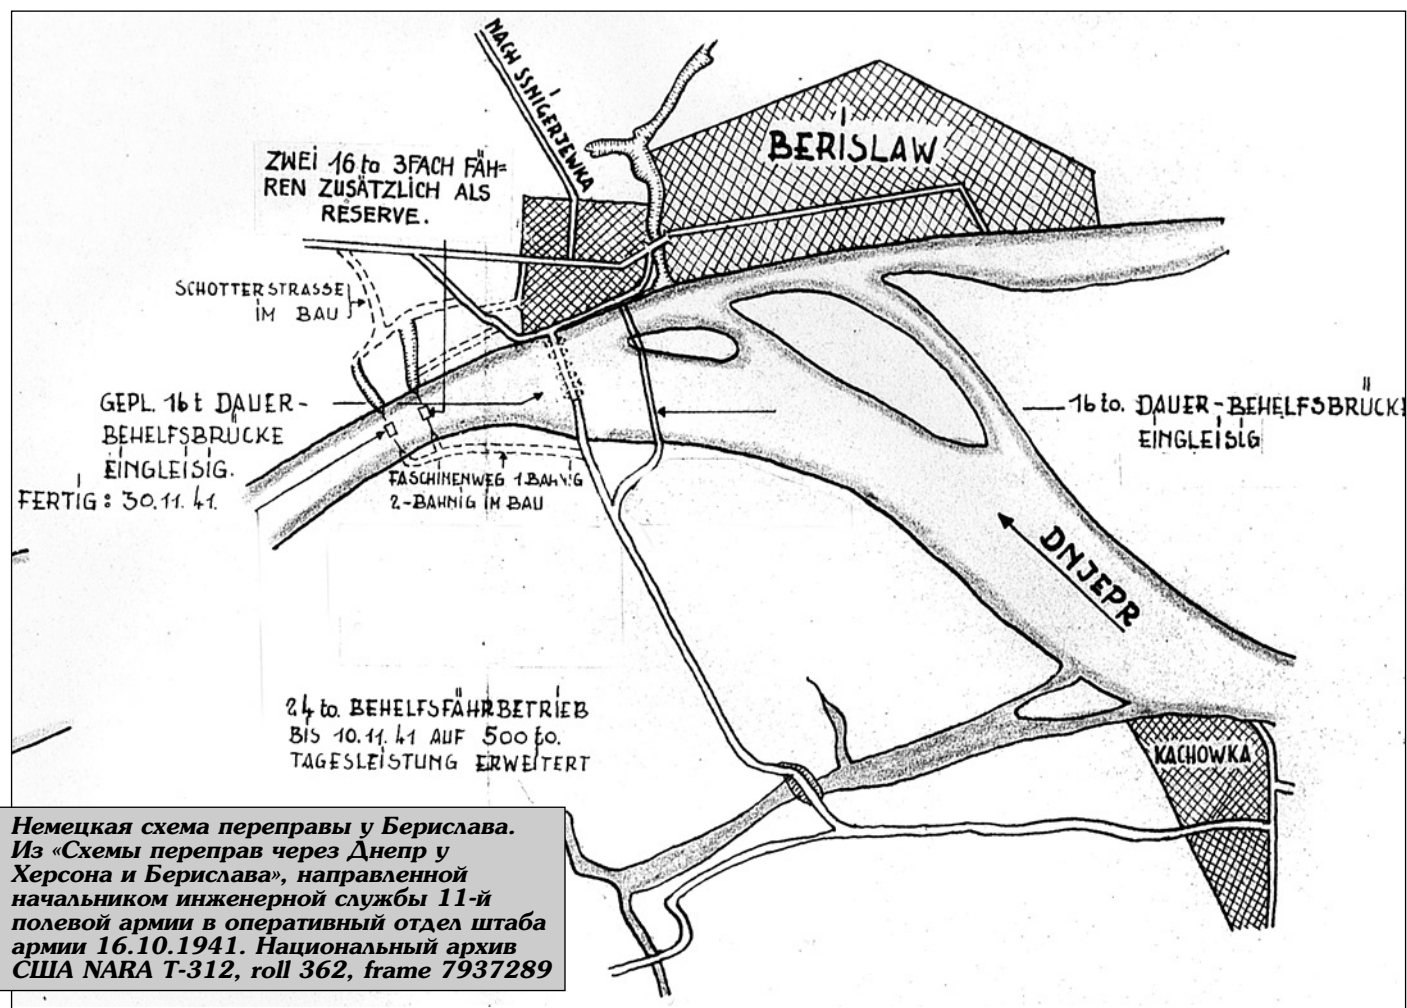 NACH SSNIGERJEWKA
BERISLAW
ZWEI 16 to 3FACH FÄH=
REN ZUSÄTZLICH ALS
RESERVE.
SCHOTTERSTRASSE
IM BAU
GEPL. 16 t DAUER-
BEHELFSBRÜCKE
EINGLEISIG.
FERTIG: 30.11.41.
16 to. DAUER-BEHELFSBRÜCKE
EINGLEISIG
FASCHINENWEG 1 BAHNIG
2-BAHNIG IM BAU
DNJEPR
24 to. BEHELFSFÄHRBETRIEB
BIS 10.11.41 AUF 500 to.
TAGESLEISTUNG ERWEITERT
KACHOWKA
Немецкая схема переправы у Берислава.
Из «Схемы переправ через Днепр у
Херсона и Берислава», направленной
начальником инженерной службы 11-й
полевой армии в оперативный отдел штаба
армии 16.10.1941. Национальный архив
США NARA T-312, roll 362, frame 7937289